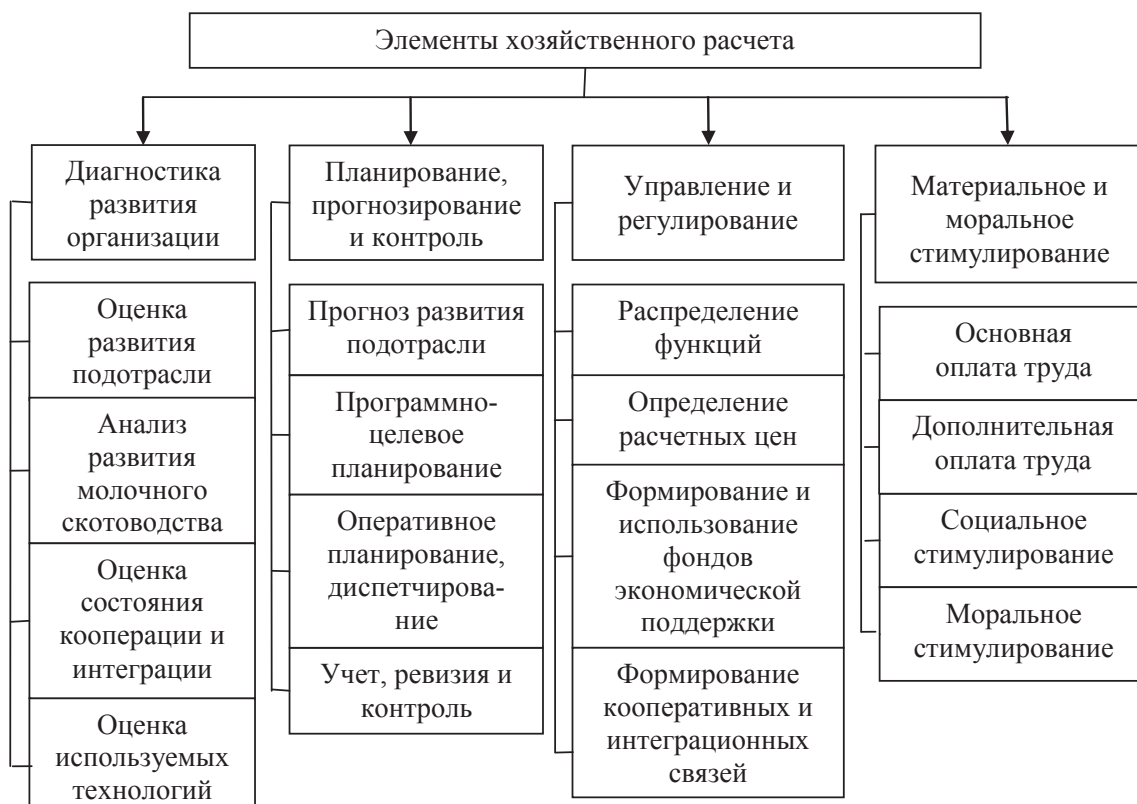 Элементы хозяйственного расчета
Диагностика
развития
организации
Оценка
развития
подотрасли
Анализ
развития
молочного
скотоводства
Оценка
состояния
кооперации и
интеграции
Оценка
используемых
технологий
Планирование,
прогнозирование
и контроль
Прогноз развития
подотрасли
Программно-
целевое
планирование
Оперативное
планирование,
диспетчирова-
ние
Учет, ревизия и
контроль
Управление и
регулирование
Распределение
функций
Определение
расчетных цен
Формирование и
использование
фондов
экономической
поддержки
Формирование
кооперативных и
интеграционных
связей
Материальное и
моральное
стимулирование
Основная
оплата труда
Дополнительная
оплата труда
Социальное
стимулирование
Моральное
стимулирование